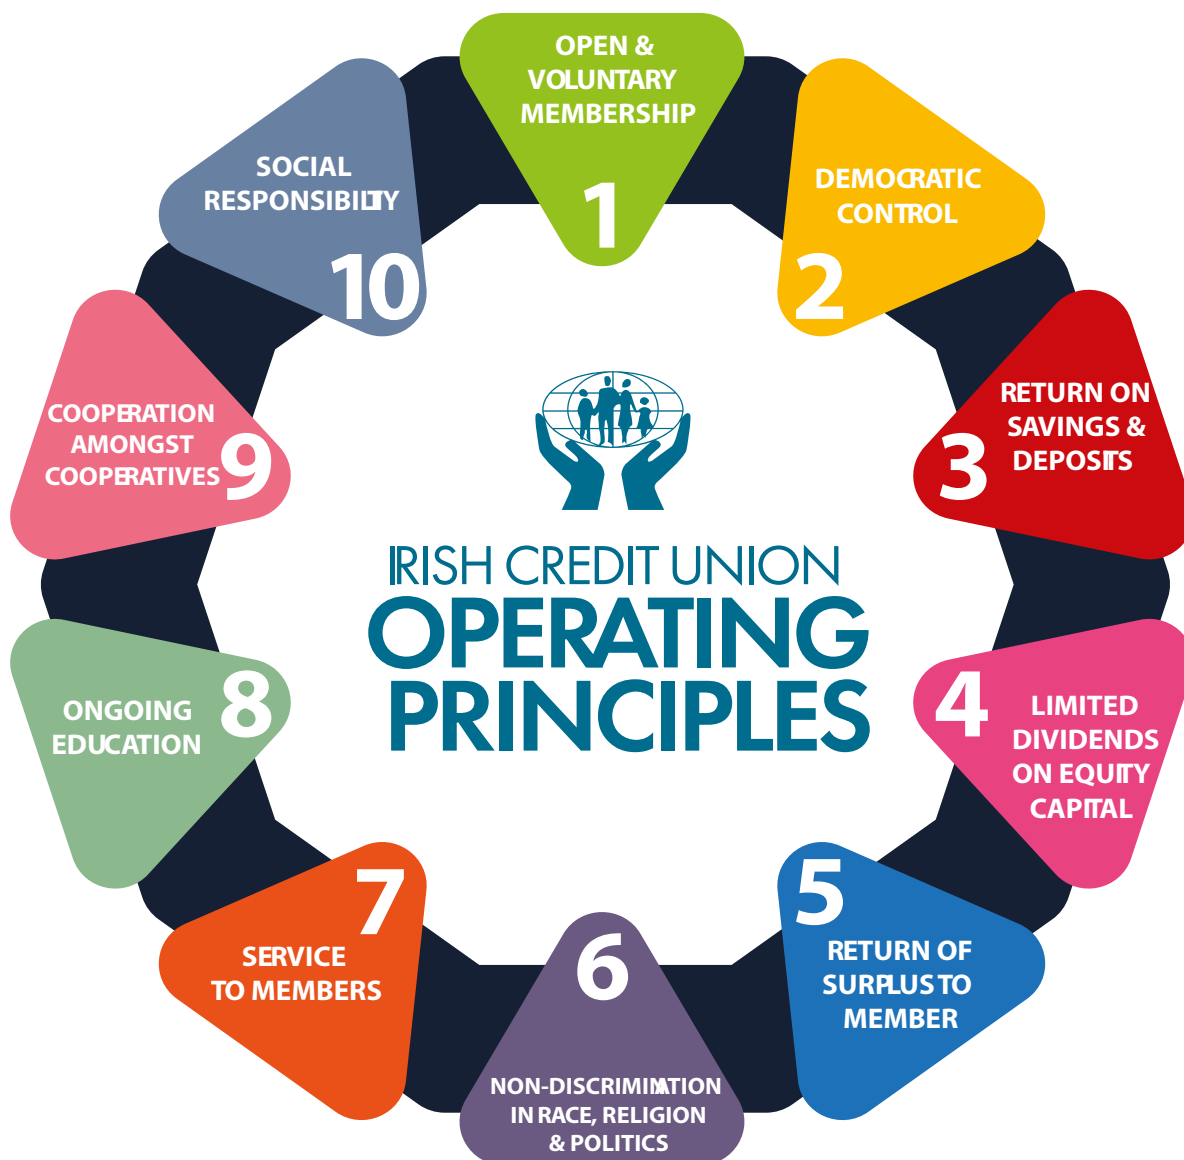 OPEN &
VOLUNTARY
MEMBERSHIP
1
DEMOCRATIC
CONTROL
2
RETURN ON
SAVINGS &
DEPOSITS
3
4
LIMITED
DIVIDENDS
ON EQUITY
CAPITAL
5
RETURN OF
SURPLUS TO
MEMBER
6
NON-DISCRIMINATION
IN RACE, RELIGION
& POLITICS
7
SERVICE
TO MEMBERS
8
ONGOING
EDUCATION
COOPERATION
AMONGST
COOPERATIVES
9
SOCIAL
RESPONSIBILITY
10
IRISH CREDIT UNION
OPERATING
PRINCIPLES